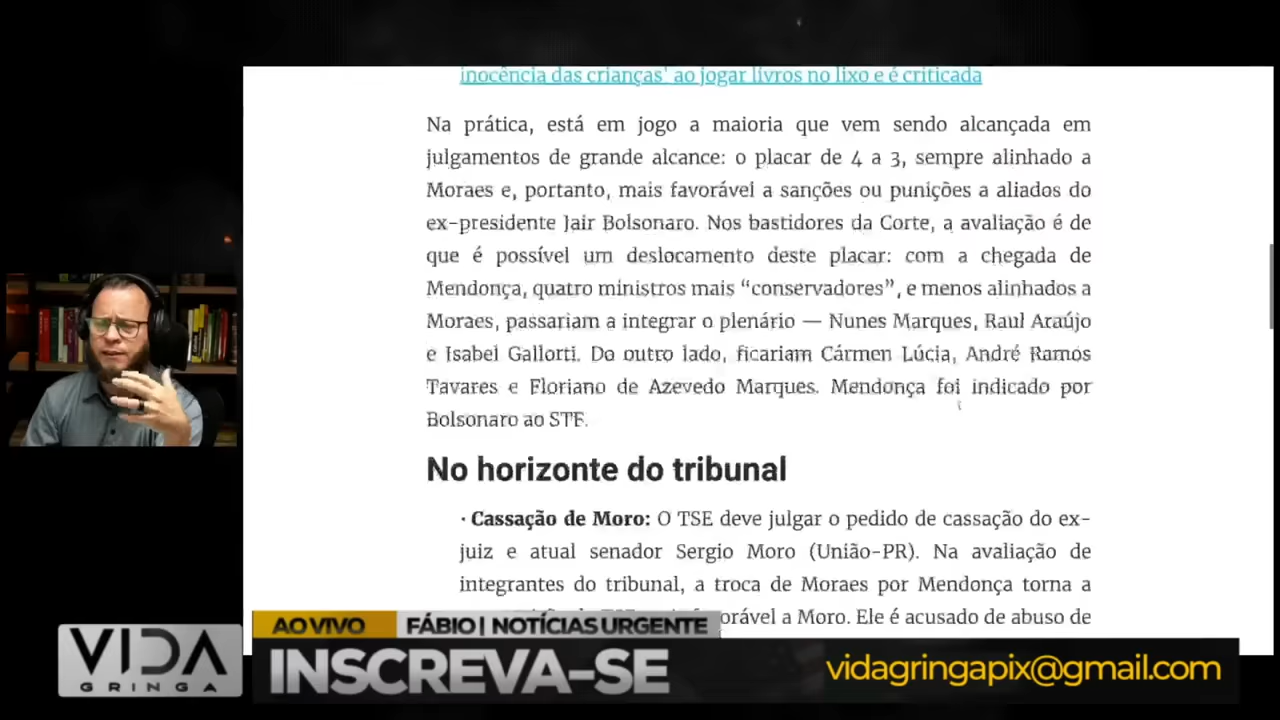 inocência das crianças' ao jogar livros no lixo e é criticada
Na prática, está em jogo a maioria que vem sendo alcançada em
julgamentos de grande alcance: o placar de 4 a 3, sempre alinhado a
Moraes e, portanto, mais favorável a sanções ou punições a aliados do
ex-presidente Jair Bolsonaro. Nos bastidores da Corte, a avaliação é de
que é possível um deslocamento deste placar: com a chegada de
Mendonça, quatro ministros mais “conservadores”, e menos alinhados a
Moraes, passariam a integrar o plenário — Nunes Marques, Raul Araújo
e Isabel Gallorti. Do outro lado, ficariam Cármen Lúcia, André Ramos
Tavares e Floriano de Azevedo Marques. Mendonça foi indicado por
Bolsonaro ao STF.
No horizonte do tribunal
· Cassação de Moro: O TSE deve julgar o pedido de cassação do ex-
juiz e atual senador Sergio Moro (União-PR). Na avaliação de
integrantes do tribunal, a troca de Moraes por Mendonça torna a
orável a Moro. Ele é acusado de abuso de
AO VIVO FÁBIO | NOTÍCIAS URGENTE
VIDA
GRINGA
INSCREVA-SE
vidagringapix@gmail.com